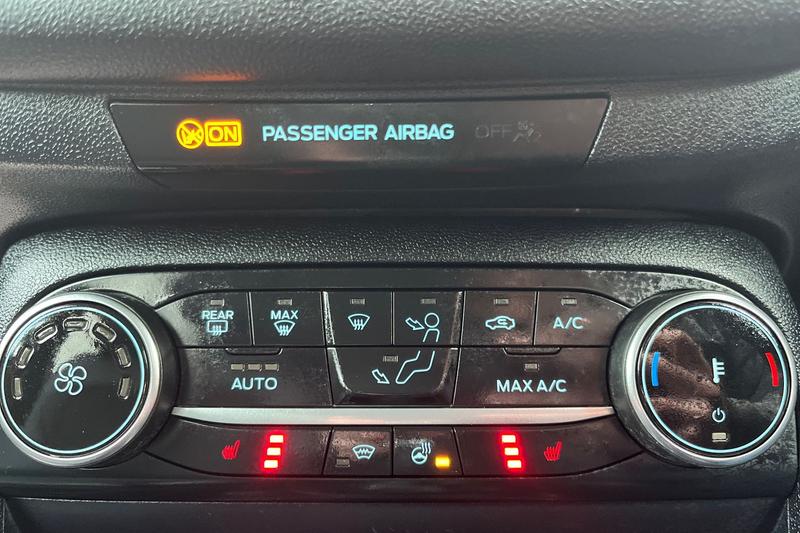 ON PASSENGER AIRBAG OFF
REAR MAX A/C
AUTO MAX A/C